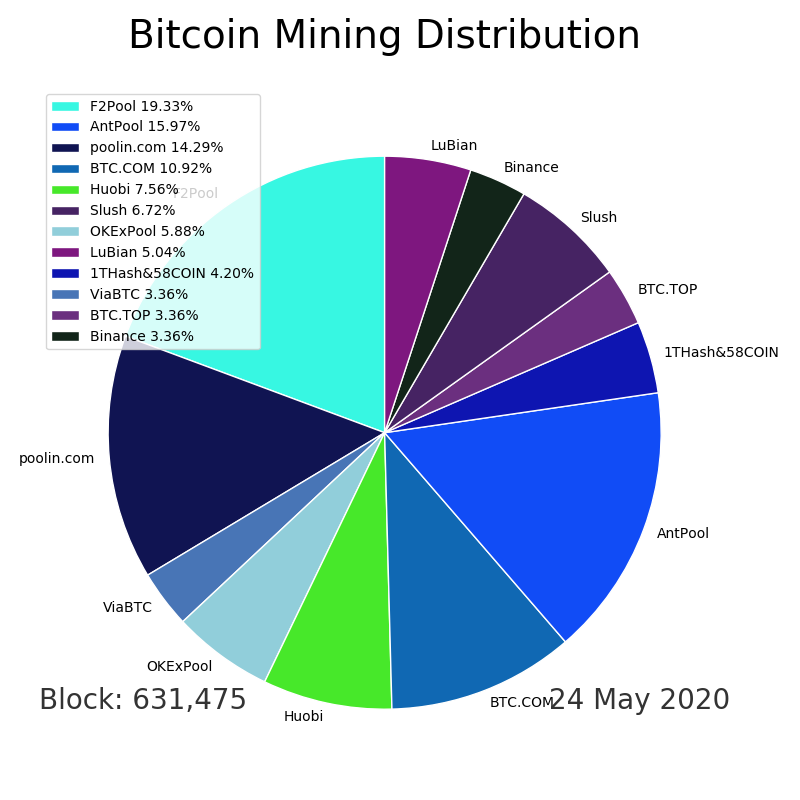 Bitcoin Mining Distribution
F2Pool 19.33%
AntPool 15.97%
poolin.com 14.29%
BTC.COM 10.92%
Huobi 7.56%
Slush 6.72%
OKExPool 5.88%
LuBian 5.04%
1THash&58COIN 4.20%
ViaBTC 3.36%
BTC.TOP 3.36%
Binance 3.36%
F2Pool
LuBian
Binance
Slush
BTC.TOP
1THash&58COIN
poolin.com
AntPool
ViaBTC
OKExPool
Huobi
BTC.COM
Block: 631,475
24 May 2020